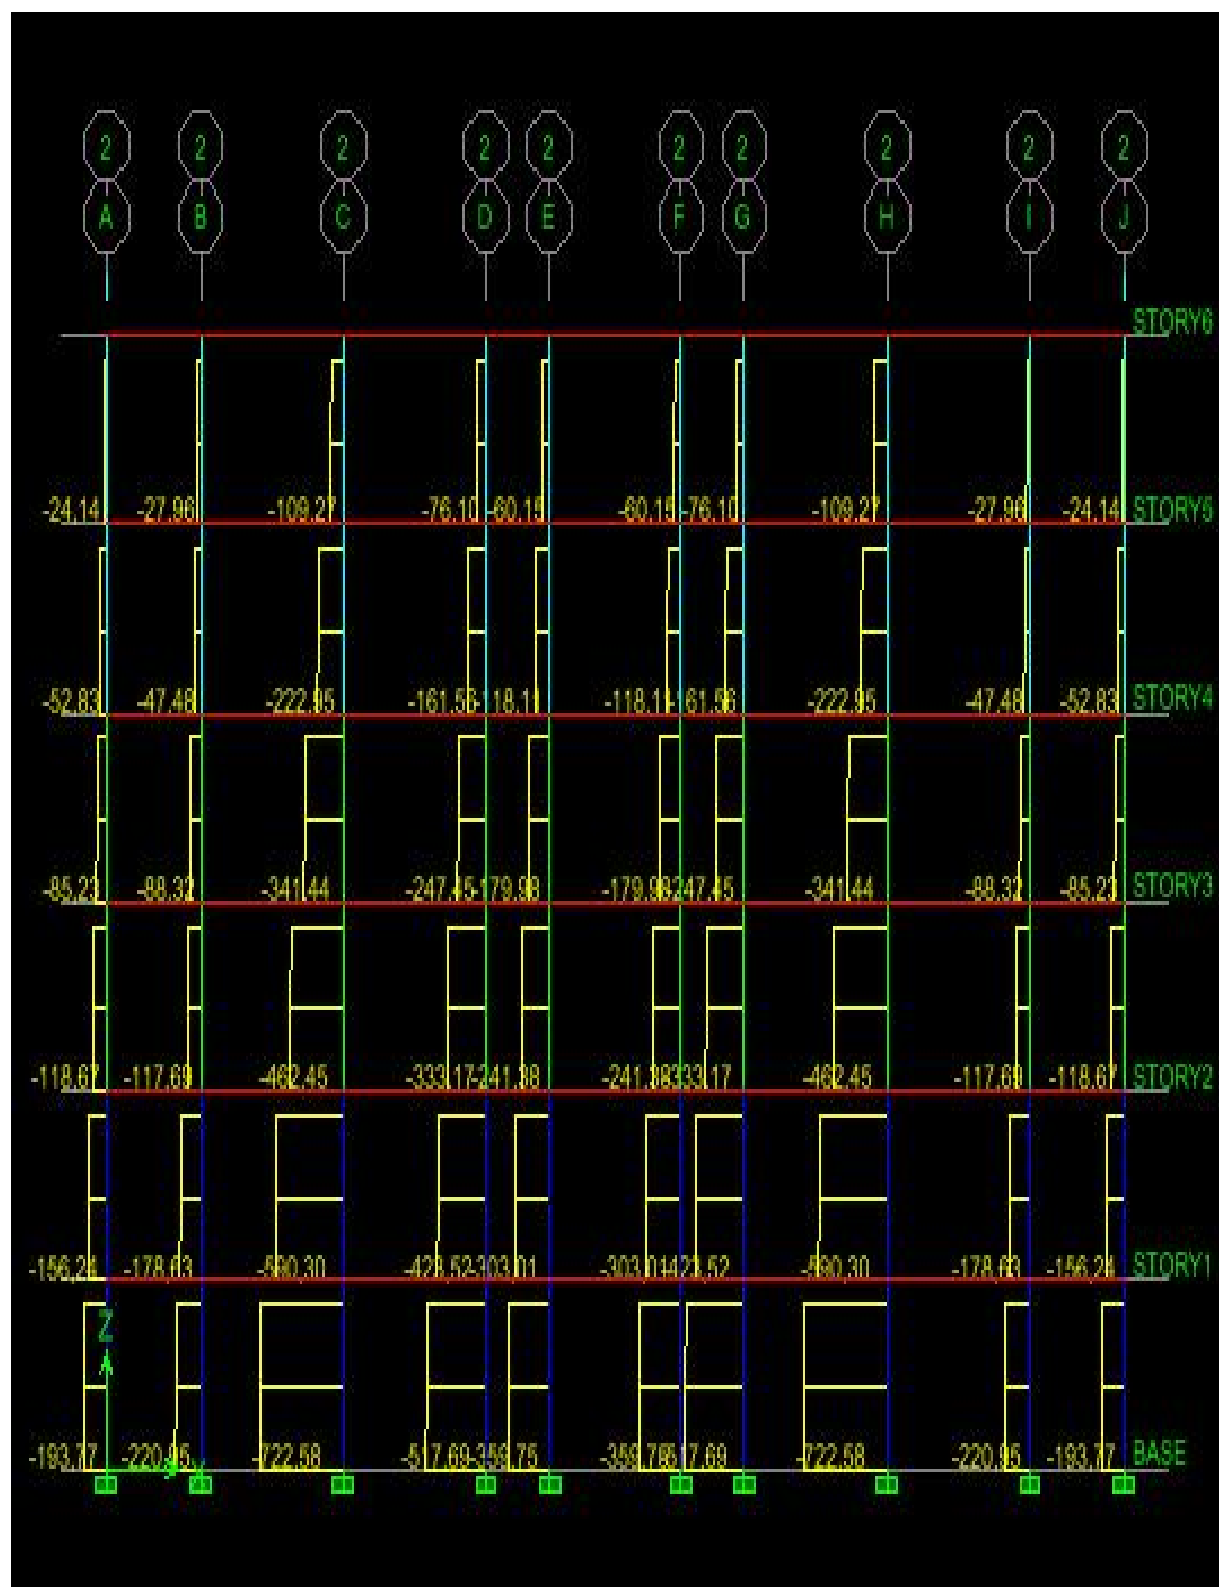 2 2 2 2 2 2 2 2 2 2
A B C D E F G H I J
STORY6
-24.14 -27.96 -109.27 -76.10 -60.15 -60.15 -76.10 -109.27 -27.96 -24.14 STORY5
-52.83 -47.48 -222.95 -161.56 118.11 -118.11 161.56 -222.95 -47.48 -52.83 STORY4
-85.23 -88.32 -341.44 -247.45 179.98 -179.98 247.45 -341.44 -88.32 -85.23 STORY3
-118.67 -117.69 -462.45 -333.17 -241.38 -241.38 333.17 -462.45 -117.69 -118.67 STORY2
-156.24 -178.63 -590.30 -423.52 -303.01 -303.01 423.52 -590.30 -178.63 -156.24 STORY1
Z
-193.77 -220.95 -722.58 -517.69 -359.75 -359.75 517.69 -722.58 -220.95 -193.77 BASE